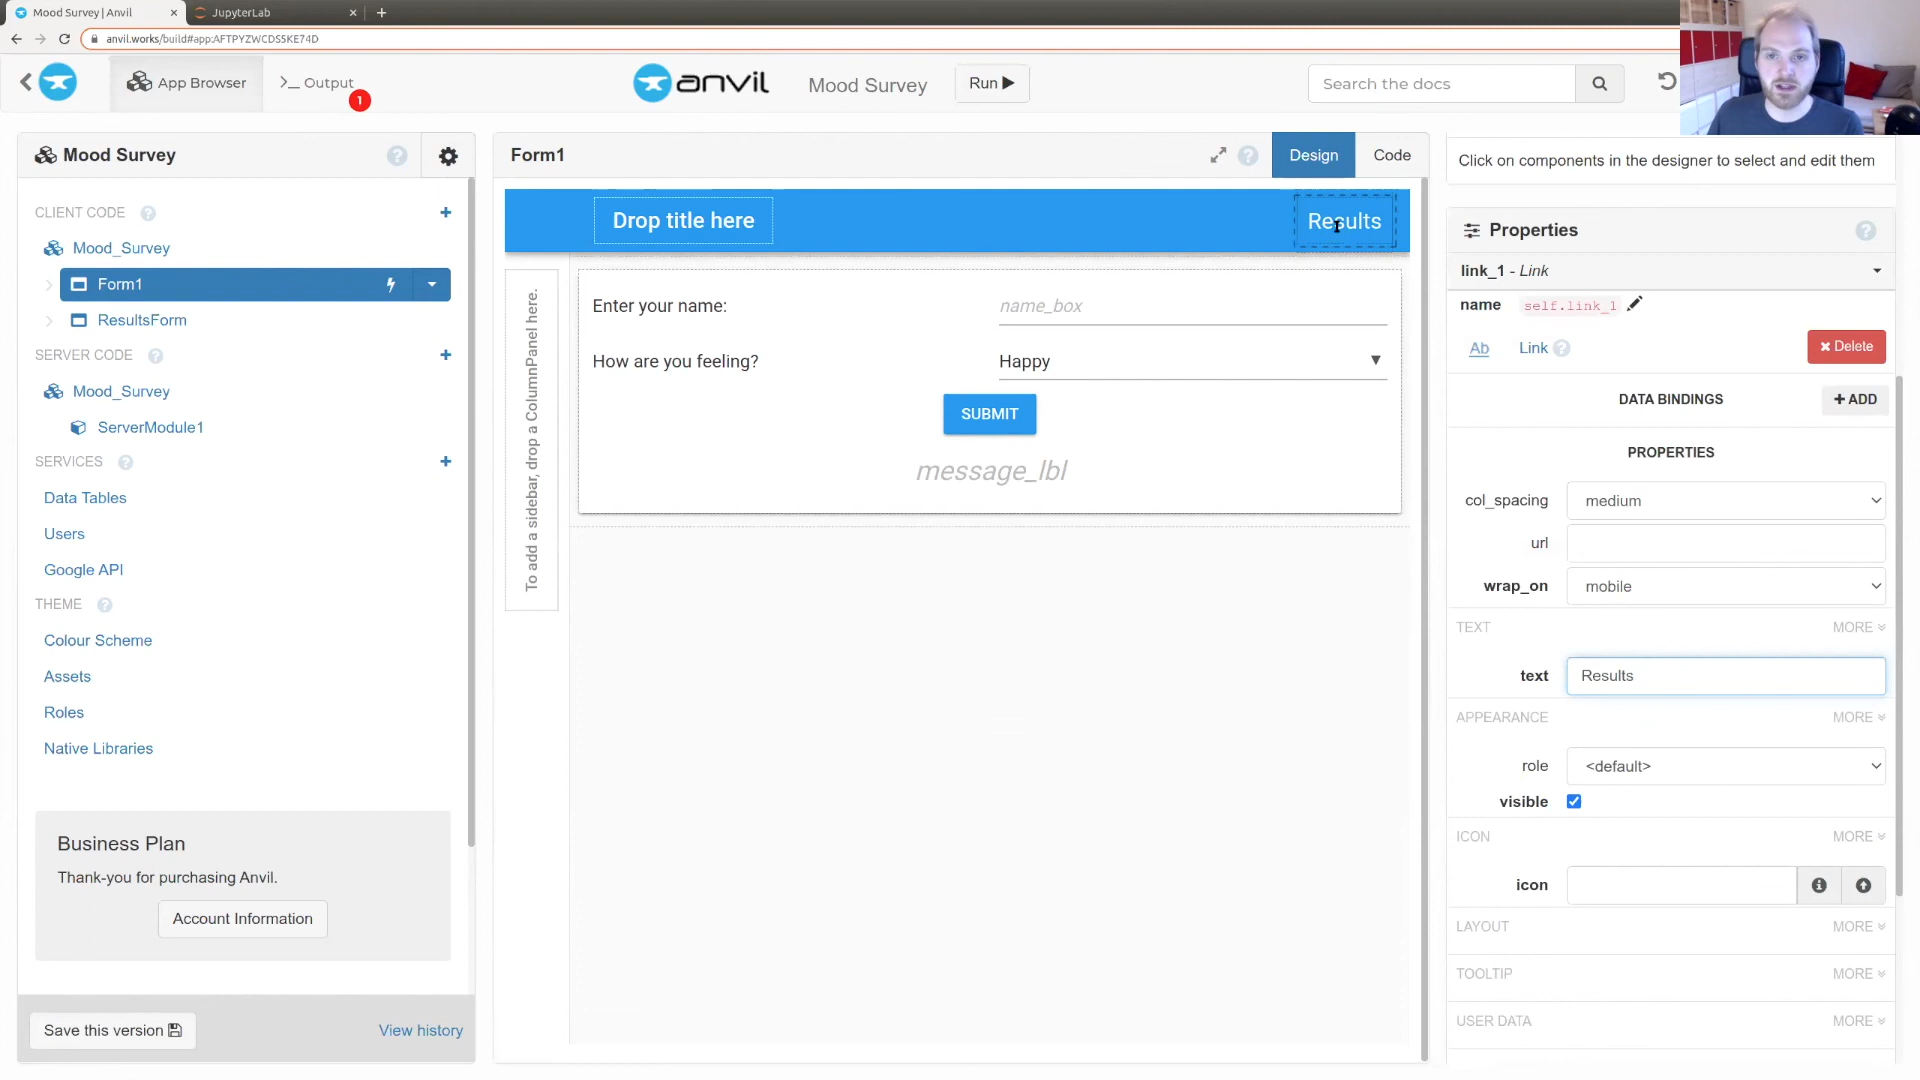 Mood Survey | Anvil
JupyterLab
anvil.works/build#app:AFTPYZWCDS5KE74D
App Browser
>_ Output
1
anvil
Mood Survey
Run
Search the docs
Mood Survey
CLIENT CODE
Mood_Survey
Form1
ResultsForm
SERVER CODE
Mood_Survey
ServerModule1
SERVICES
Data Tables
Users
Google API
THEME
Colour Scheme
Assets
Roles
Native Libraries
Business Plan
Thank-you for purchasing Anvil.
Account Information
Save this version
View history
Form1
Design
Code
Drop title here
Results
To add a sidebar, drop a ColumnPanel here.
Enter your name:
name_box
How are you feeling?
Happy
SUBMIT
message_lbl
Click on components in the designer to select and edit them
Properties
link_1 - Link
name self.link_1
Ab Link
Delete
DATA BINDINGS
+ ADD
PROPERTIES
col_spacing medium
url
wrap_on mobile
TEXT MORE
text Results
APPEARANCE MORE
role <default>
visible
ICON MORE
icon
LAYOUT MORE
TOOLTIP MORE
USER DATA MORE